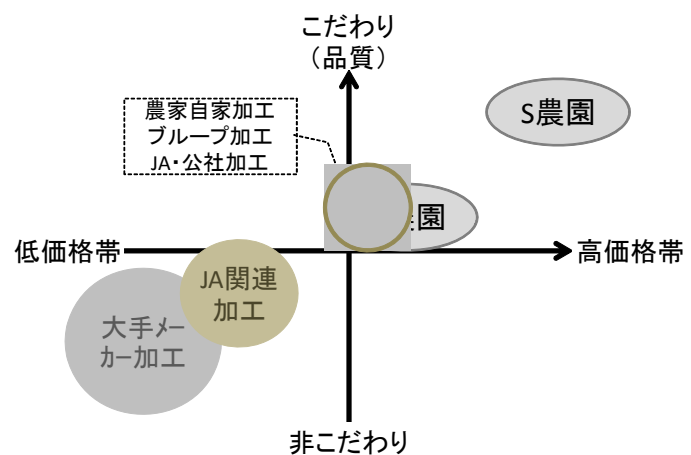 こだわり
（品質）
S農園
農家自家加工
ブループ加工
JA・公社加工
園
低価格帯
高価格帯
JA関連
加工
大手メー
カー加工
非こだわり